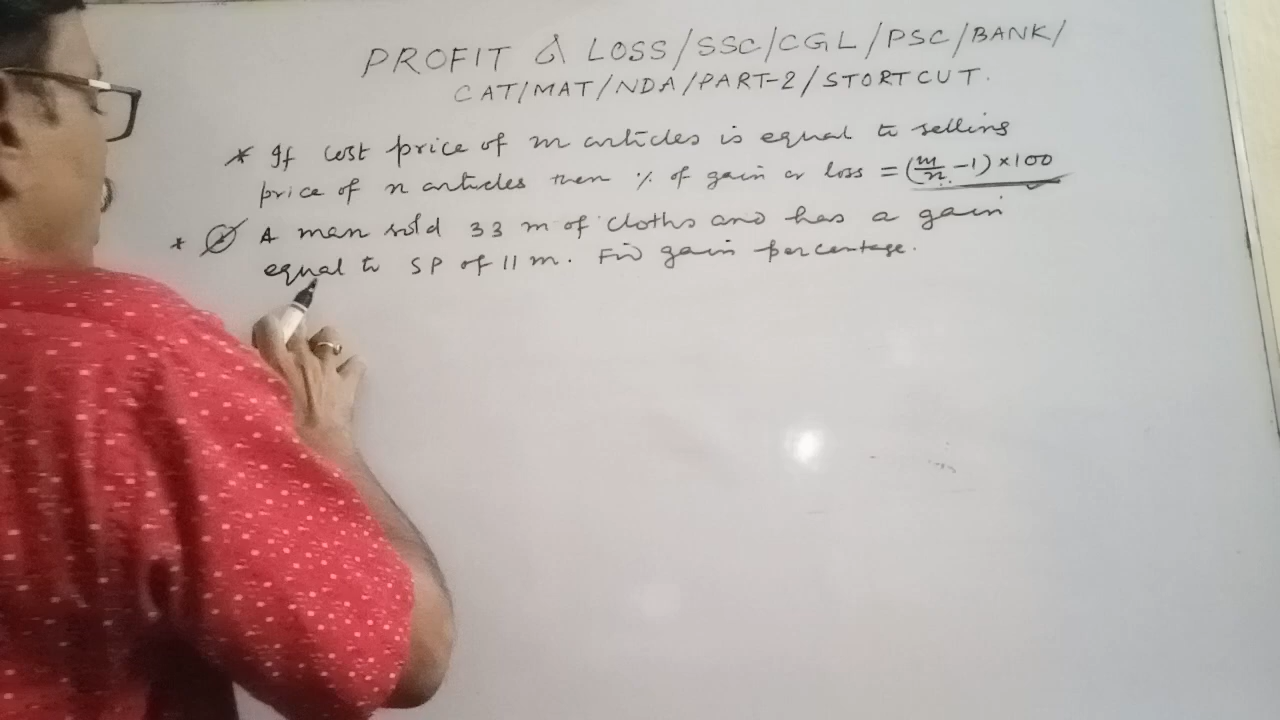 PROFIT & LOSS/SSC/CGL/PSC/BANK/
CAT/MAT/NDA/PART-2/STORTCUT.
* If cost price of m articles is equal to selling
price of n articles then % of gain or loss = (m/n - 1) × 100
* Q A man sold 33 m of cloths and has a gain
equal to SP of 11 m. Find gain percentage.